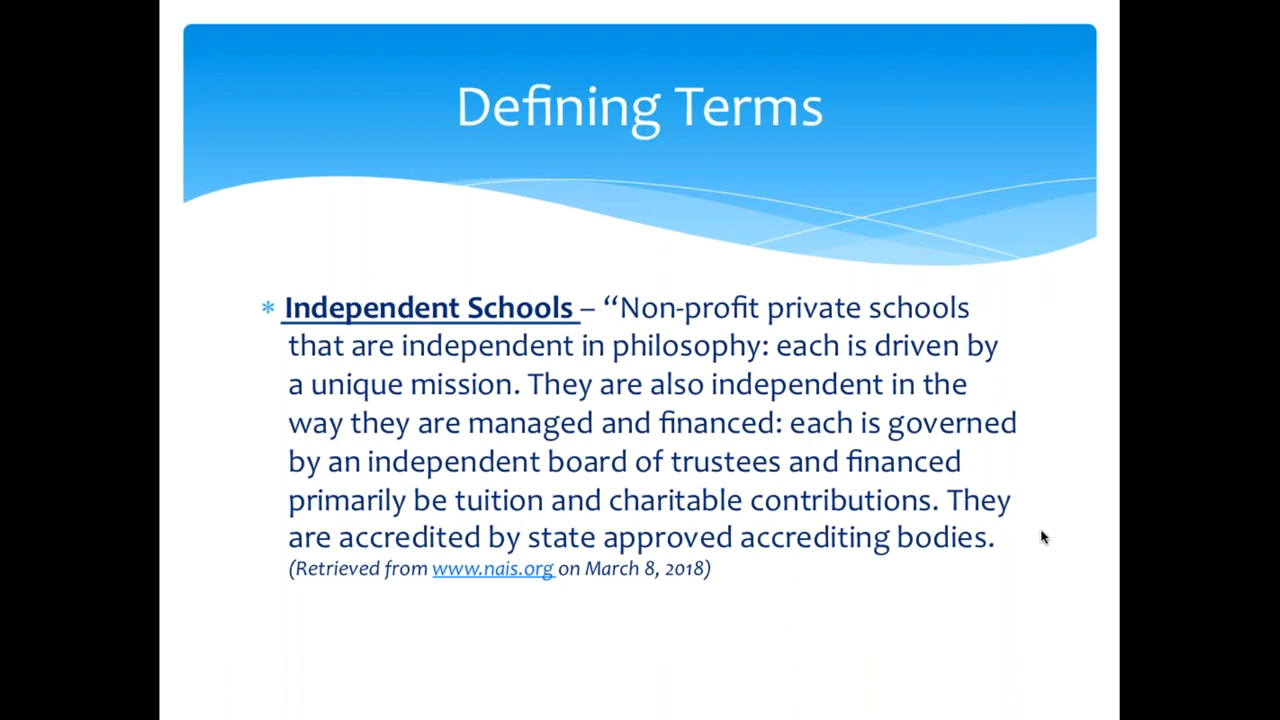 Defining Terms
* Independent Schools – “Non-profit private schools
that are independent in philosophy: each is driven by
a unique mission. They are also independent in the
way they are managed and financed: each is governed
by an independent board of trustees and financed
primarily be tuition and charitable contributions. They
are accredited by state approved accrediting bodies.
(Retrieved from www.nais.org on March 8, 2018)